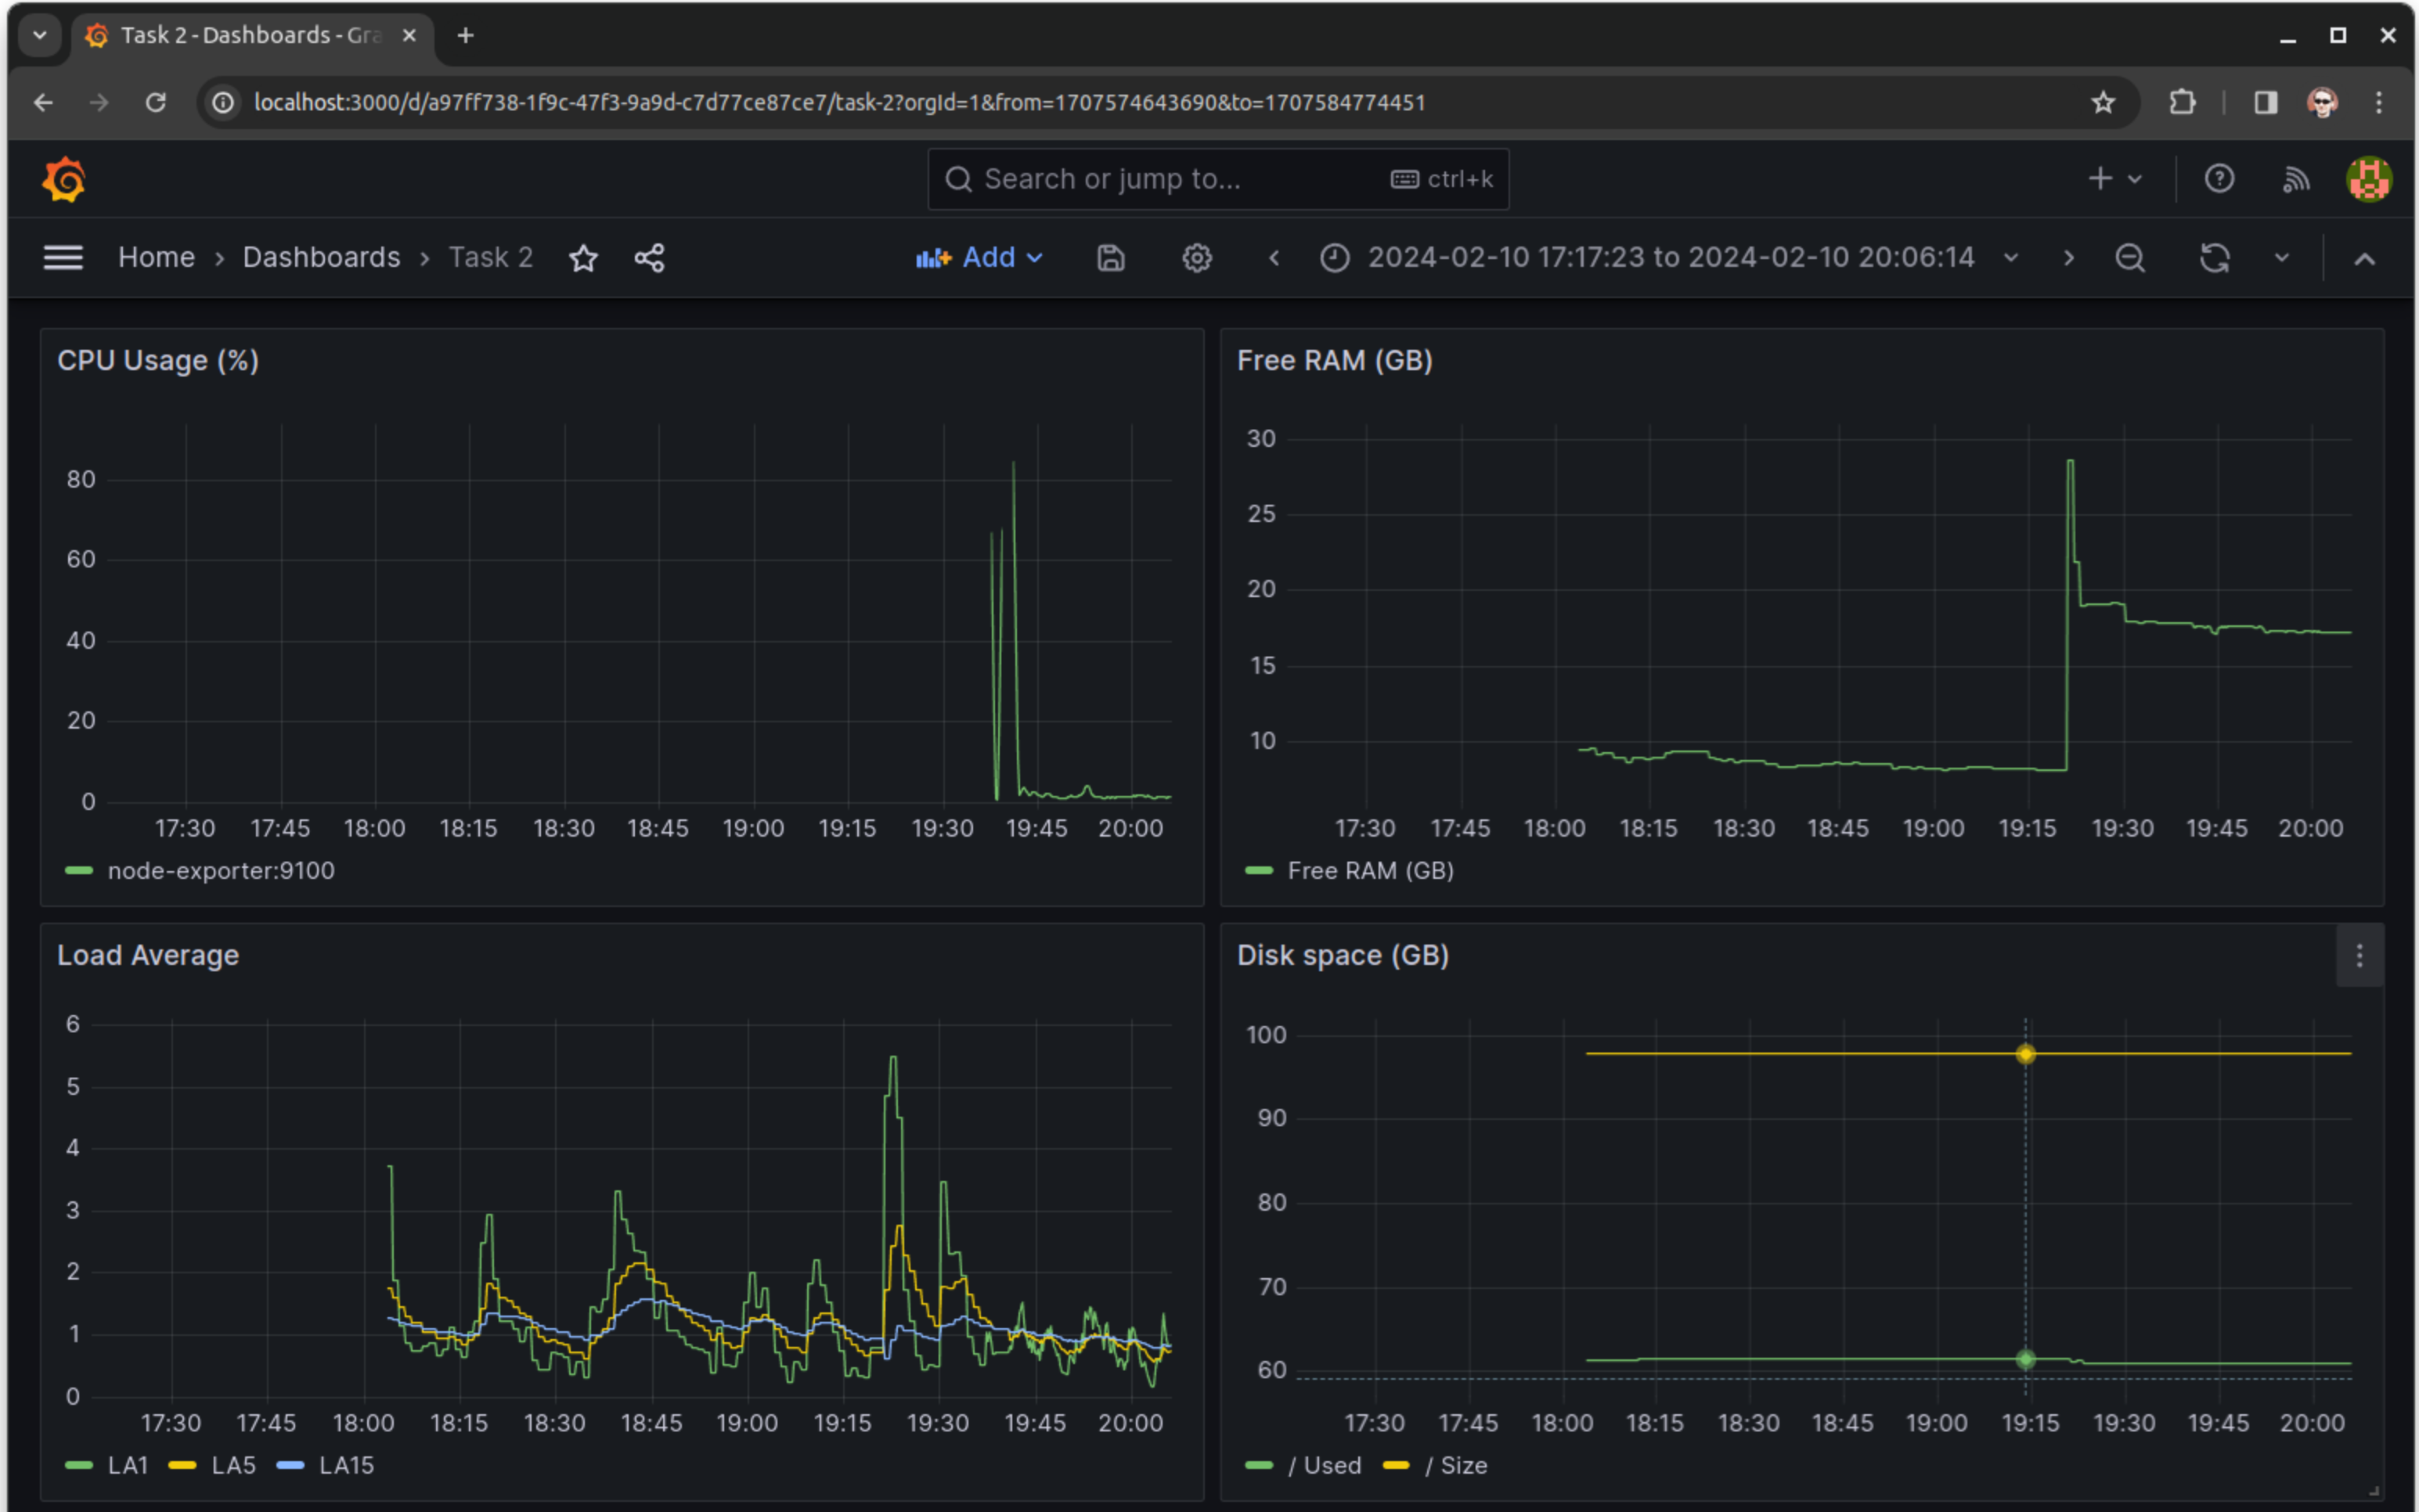 Task 2 - Dashboards - Gra
localhost:3000/d/a97ff738-1f9c-47f3-9a9d-c7d77ce87ce7/task-2?orgId=1&from=1707574643690&to=1707584774451
Search or jump to... ctrl+k
Home › Dashboards › Task 2 Add 2024-02-10 17:17:23 to 2024-02-10 20:06:14
CPU Usage (%)
80
60
40
20
0
17:30 17:45 18:00 18:15 18:30 18:45 19:00 19:15 19:30 19:45 20:00
node-exporter:9100
Free RAM (GB)
30
25
20
15
10
17:30 17:45 18:00 18:15 18:30 18:45 19:00 19:15 19:30 19:45 20:00
Free RAM (GB)
Load Average
6
5
4
3
2
1
0
17:30 17:45 18:00 18:15 18:30 18:45 19:00 19:15 19:30 19:45 20:00
LA1 LA5 LA15
Disk space (GB)
100
90
80
70
60
17:30 17:45 18:00 18:15 18:30 18:45 19:00 19:15 19:30 19:45 20:00
/ Used / Size